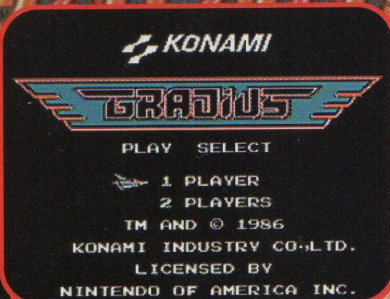 KONAMI
GRADIUS
PLAY SELECT
1 PLAYER
2 PLAYERS
TM AND © 1986
KONAMI INDUSTRY CO.,LTD.
LICENSED BY
NINTENDO OF AMERICA INC.